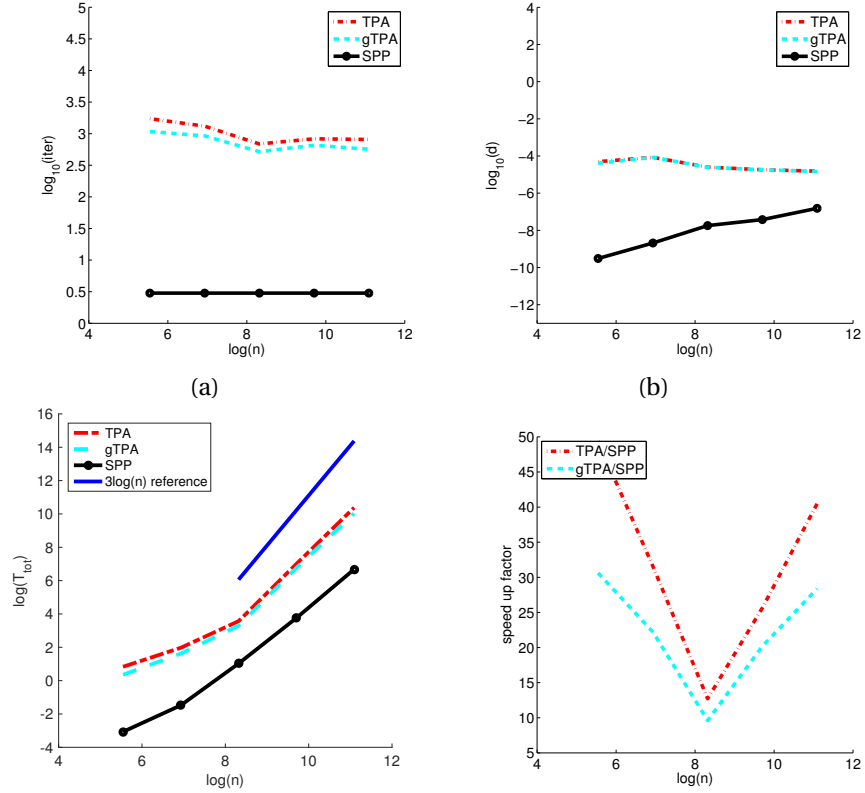 5
4.5
4
3.5
3
2.5
2
1.5
1
0.5
0
log10(iter)
4 6 8 10 12
log(n)
TPA
gTPA
SPP
(a)
4
2
0
−2
−4
−6
−8
−10
−12
log10(d)
4 6 8 10 12
log(n)
TPA
gTPA
SPP
(b)
16
14
12
10
8
6
4
2
0
-2
-4
log(Ttot)
4 6 8 10 12
log(n)
TPA
gTPA
SPP
3log(n) reference
50
45
40
35
30
25
20
15
10
5
speed up factor
4 6 8 10 12
log(n)
TPA/SPP
gTPA/SPP